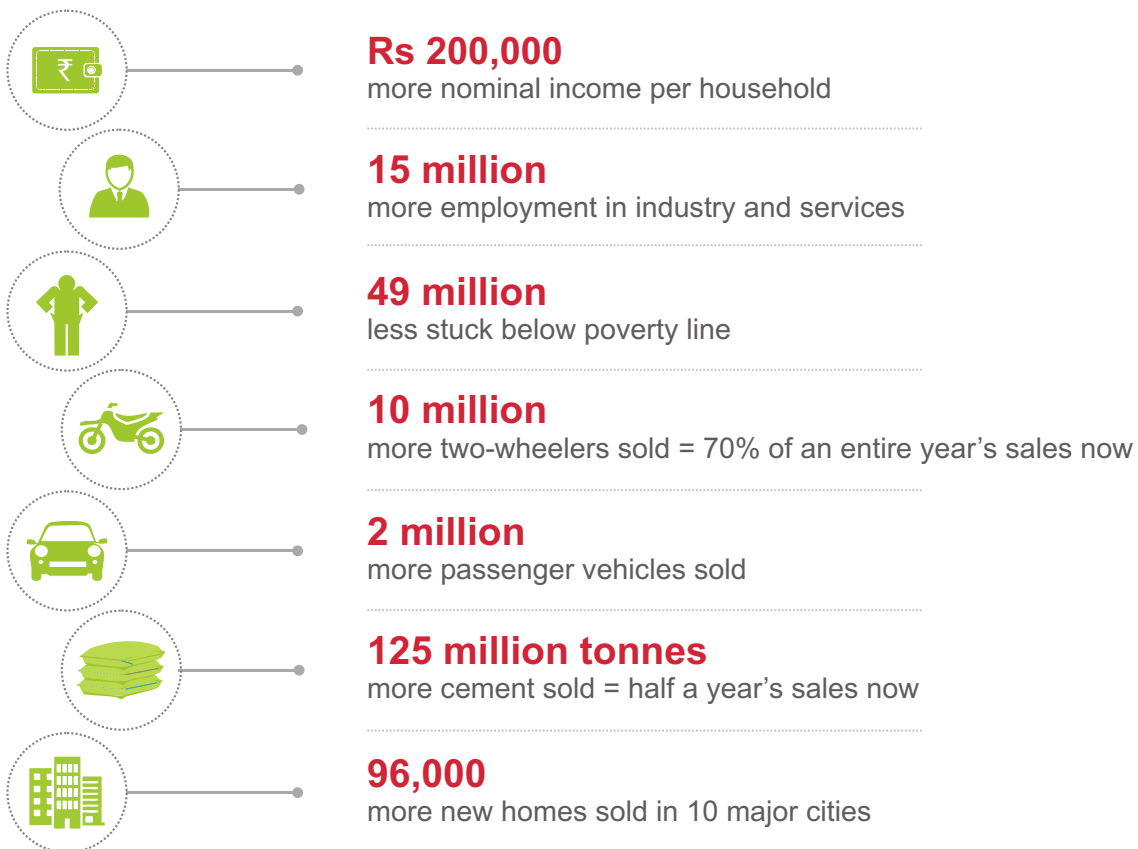 ₹
Rs 200,000
more nominal income per household
15 million
more employment in industry and services
49 million
less stuck below poverty line
10 million
more two-wheelers sold = 70% of an entire year's sales now
2 million
more passenger vehicles sold
125 million tonnes
more cement sold = half a year's sales now
96,000
more new homes sold in 10 major cities